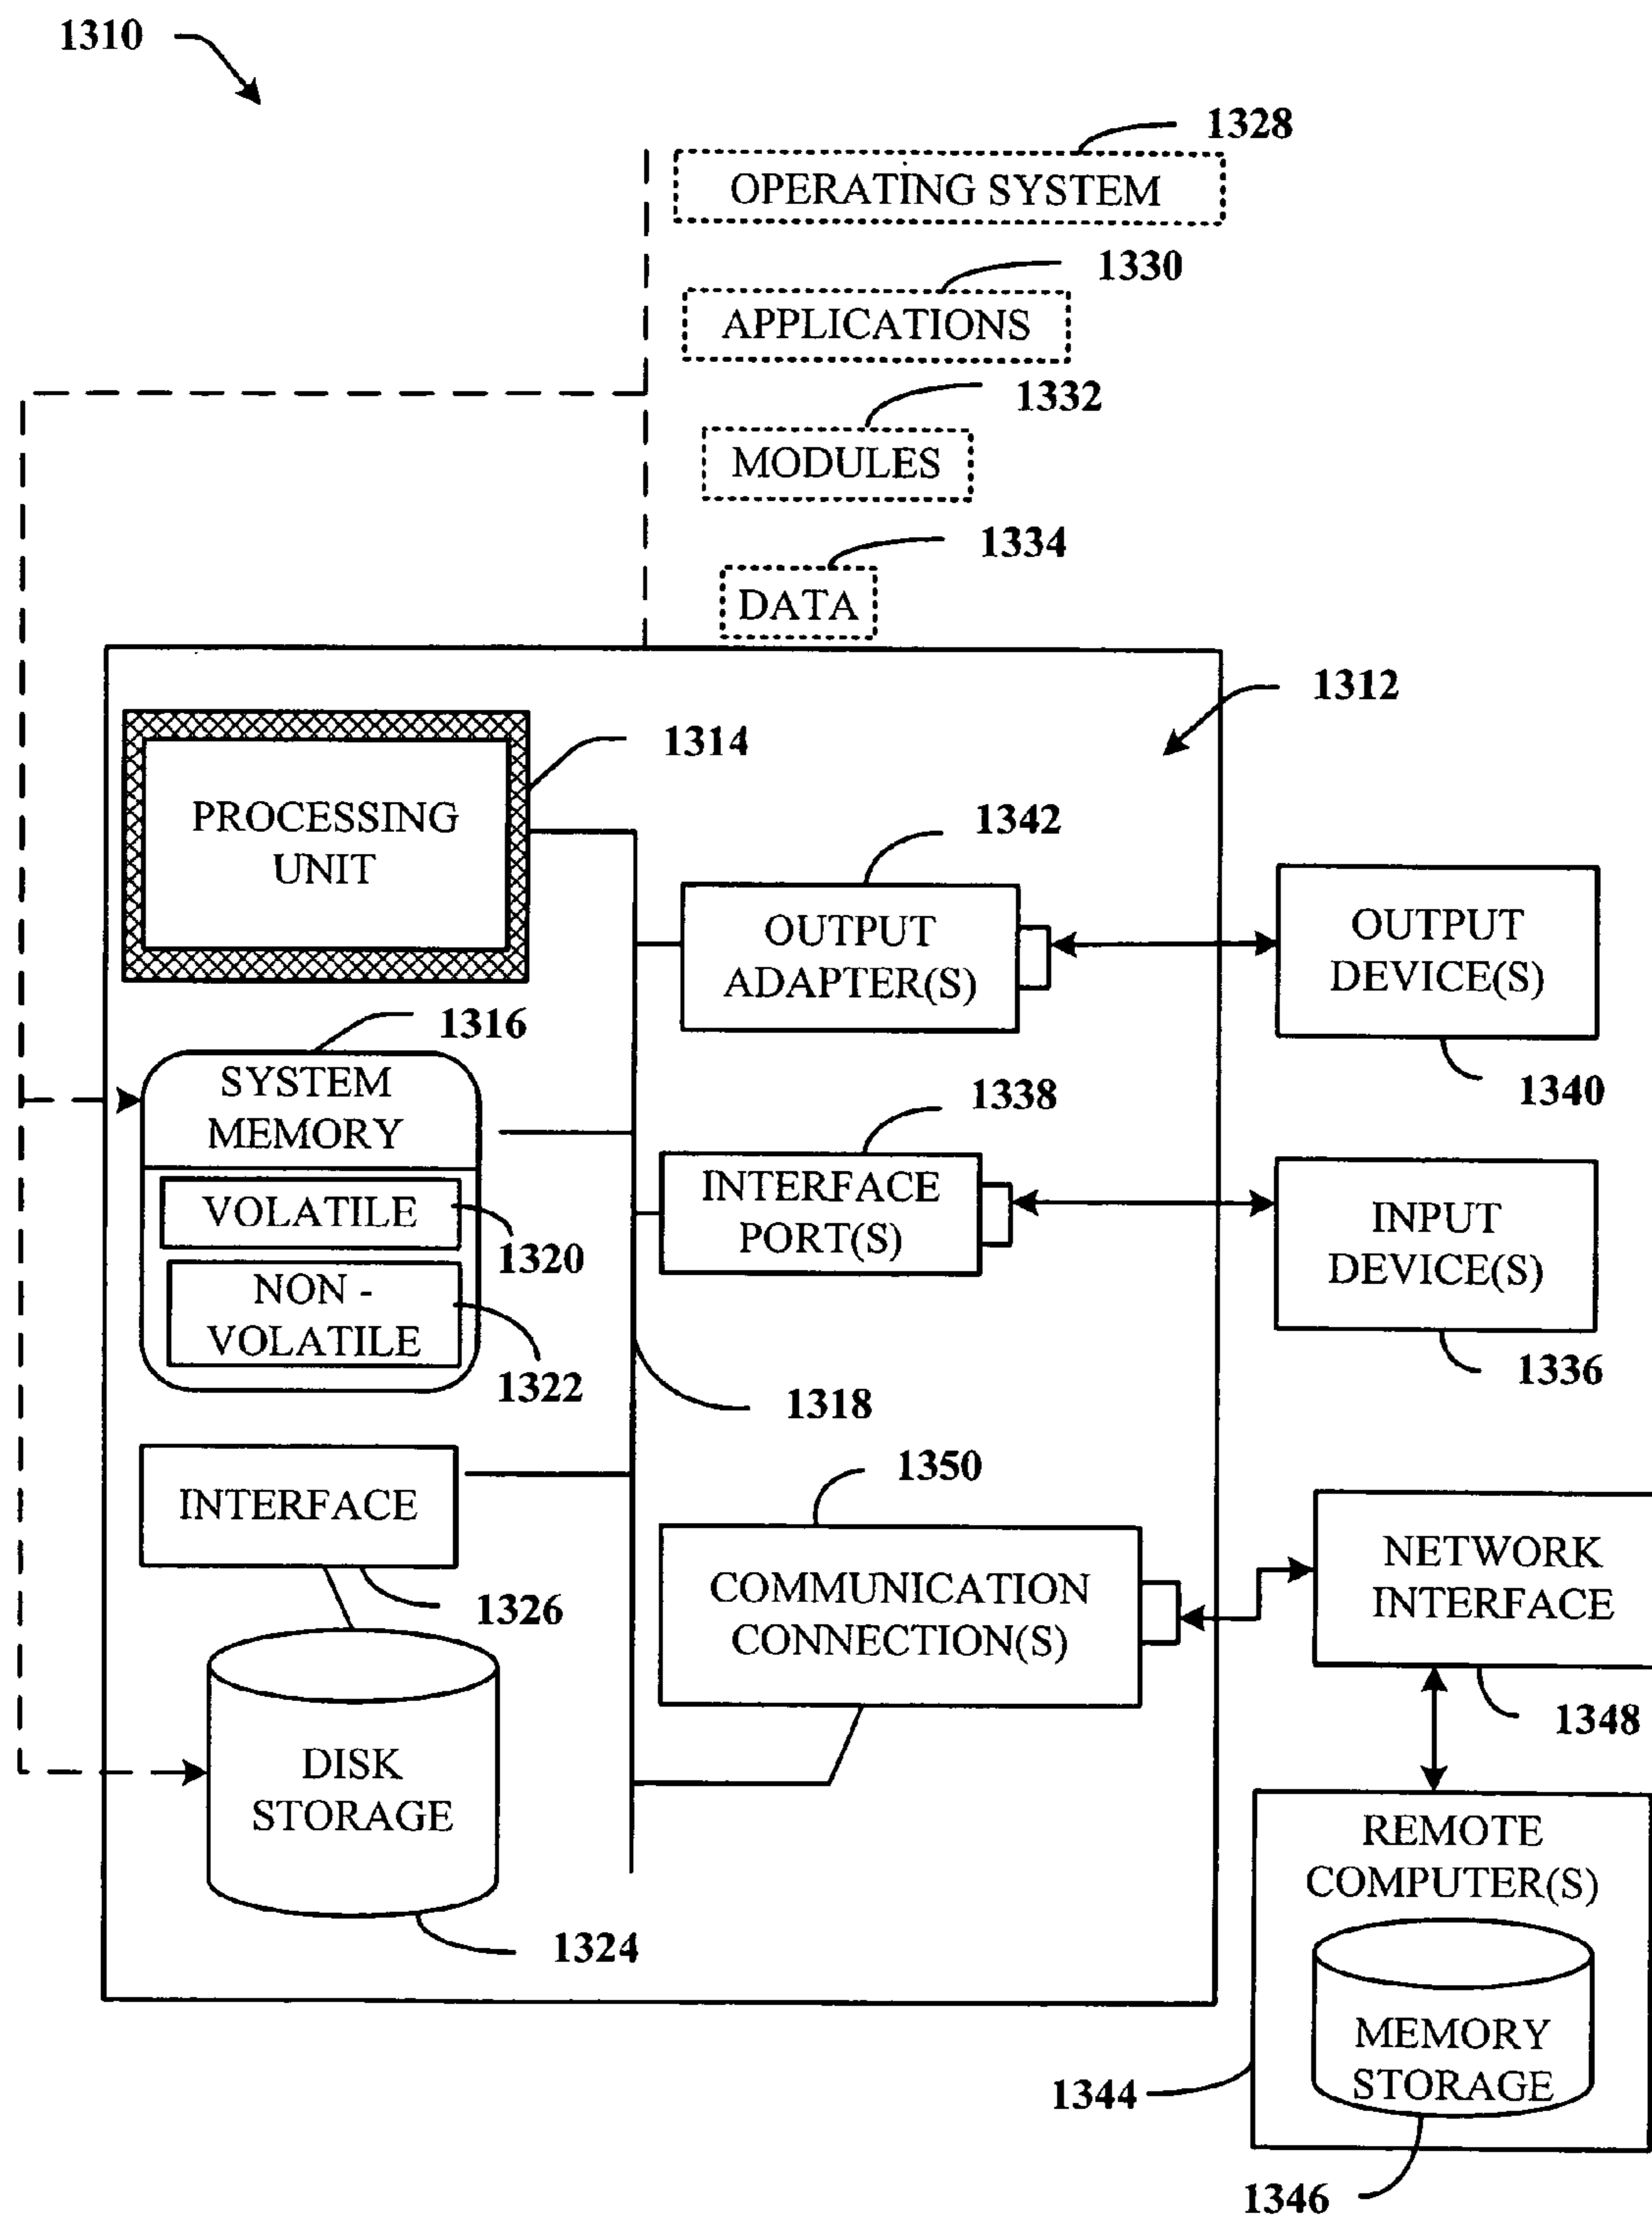 1310
1328
OPERATING SYSTEM
1330
APPLICATIONS
1332
MODULES
1334
DATA
1312
1314
PROCESSING
UNIT
1342
OUTPUT
ADAPTER(S)
OUTPUT
DEVICE(S)
1340
1316
SYSTEM
MEMORY
VOLATILE
1320
NON -
VOLATILE
1322
1338
INTERFACE
PORT(S)
INPUT
DEVICE(S)
1336
1318
INTERFACE
1326
1350
COMMUNICATION
CONNECTION(S)
NETWORK
INTERFACE
1348
DISK
STORAGE
1324
REMOTE
COMPUTER(S)
MEMORY
STORAGE
1344
1346